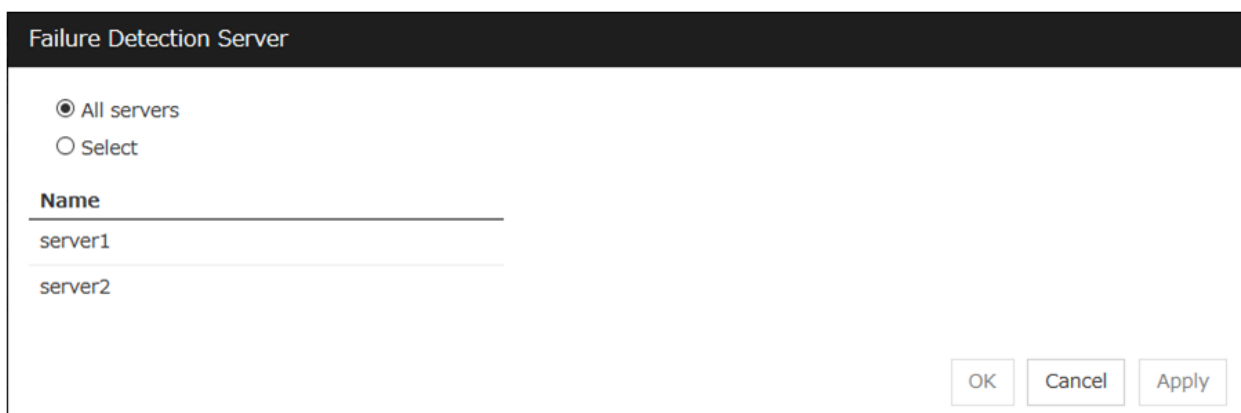 Failure Detection Server
All servers
Select
Name
server1
server2
OK Cancel Apply